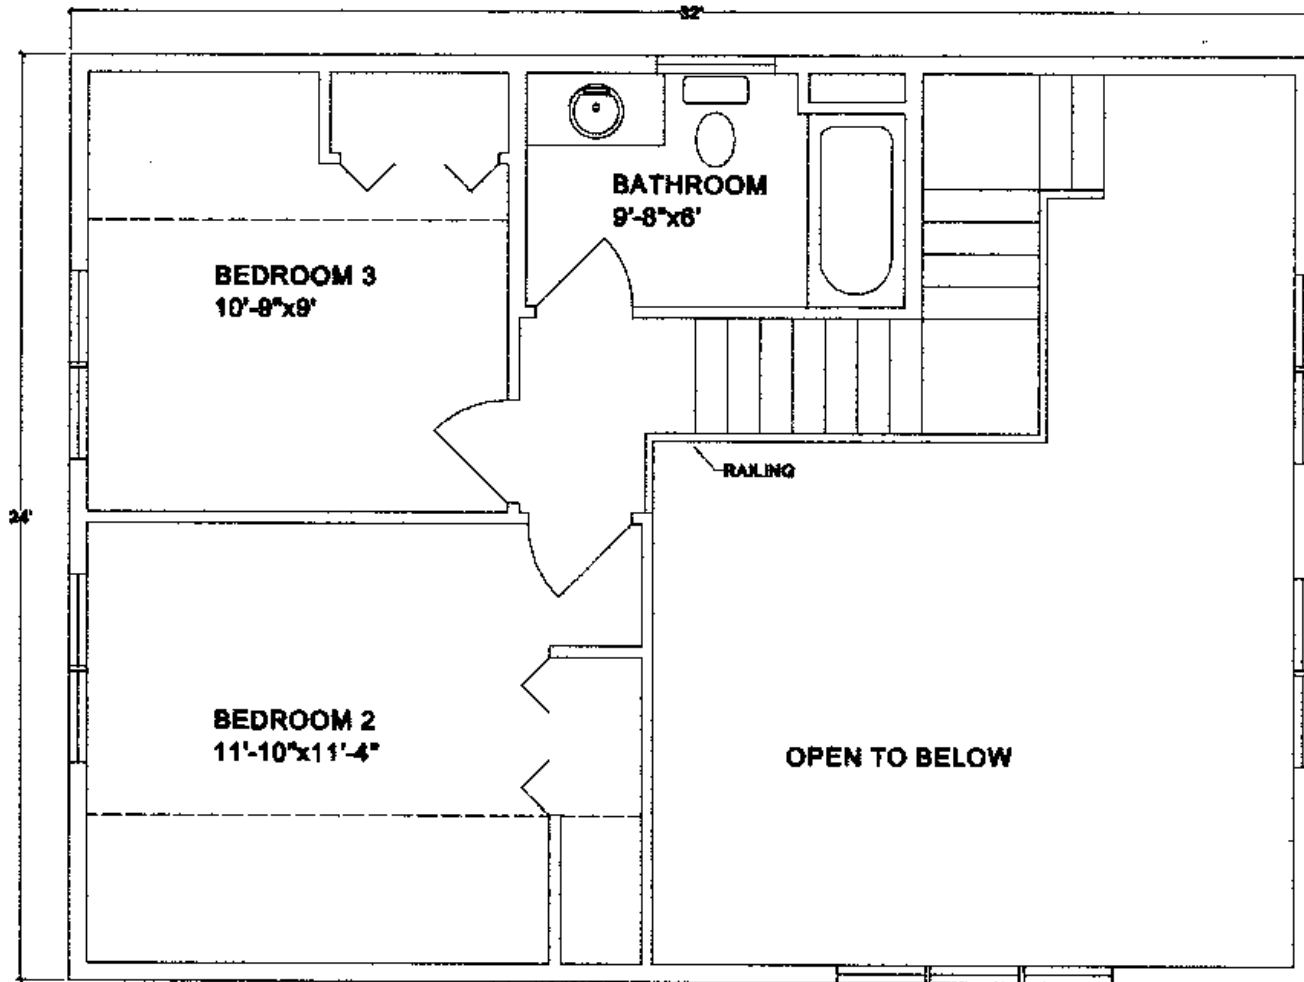 32'
BATHROOM
9'-8"x6'
BEDROOM 3
10'-9"x9'
RAILING
24'
BEDROOM 2
11'-10"x11'-4"
OPEN TO BELOW